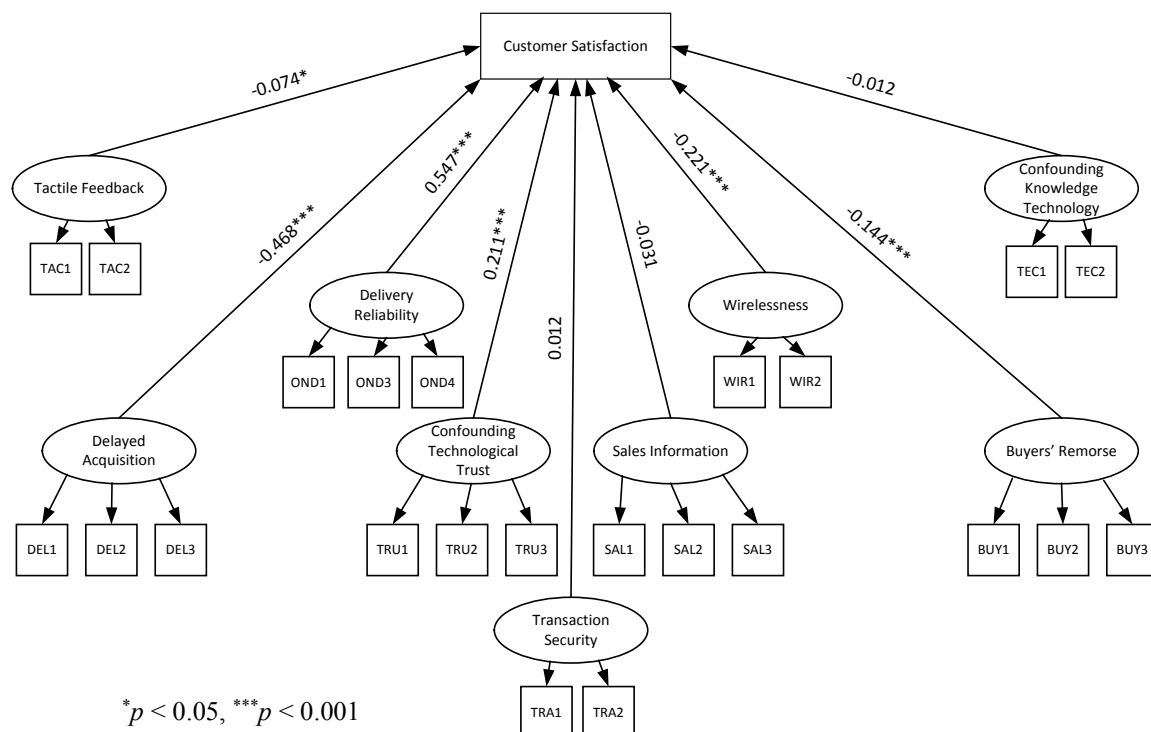 Customer Satisfaction
-0.074*
-0.012
-0.468***
0.547***
0.211***
0.012
-0.031
-0.221***
-0.144***
Tactile Feedback
TAC1
TAC2
Confounding
Knowledge
Technology
TEC1
TEC2
Delivery
Reliability
OND1
OND3
OND4
Wirelessness
WIR1
WIR2
Delayed
Acquisition
DEL1
DEL2
DEL3
Confounding
Technological
Trust
TRU1
TRU2
TRU3
Sales Information
SAL1
SAL2
SAL3
Buyers’ Remorse
BUY1
BUY2
BUY3
Transaction
Security
TRA1
TRA2
*p < 0.05, ***p < 0.001